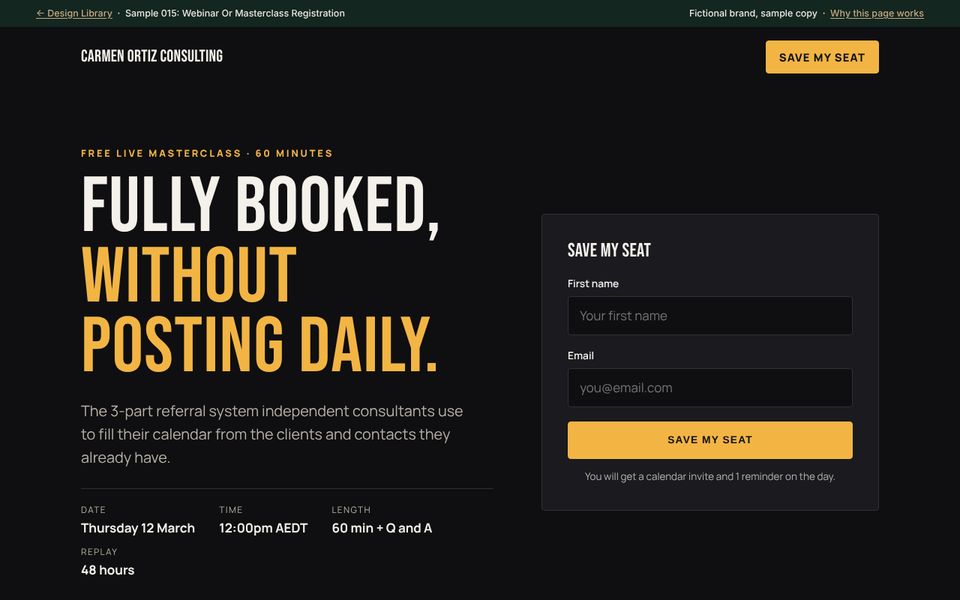 ← Design Library · Sample 015: Webinar Or Masterclass Registration
Fictional brand, sample copy · Why this page works
CARMEN ORTIZ CONSULTING
SAVE MY SEAT
FREE LIVE MASTERCLASS · 60 MINUTES
FULLY BOOKED,
WITHOUT
POSTING DAILY.
The 3-part referral system independent consultants use
to fill their calendar from the clients and contacts they
already have.
DATE
Thursday 12 March
TIME
12:00pm AEDT
LENGTH
60 min + Q and A
REPLAY
48 hours
SAVE MY SEAT
First name
Your first name
Email
you@email.com
SAVE MY SEAT
You will get a calendar invite and 1 reminder on the day.